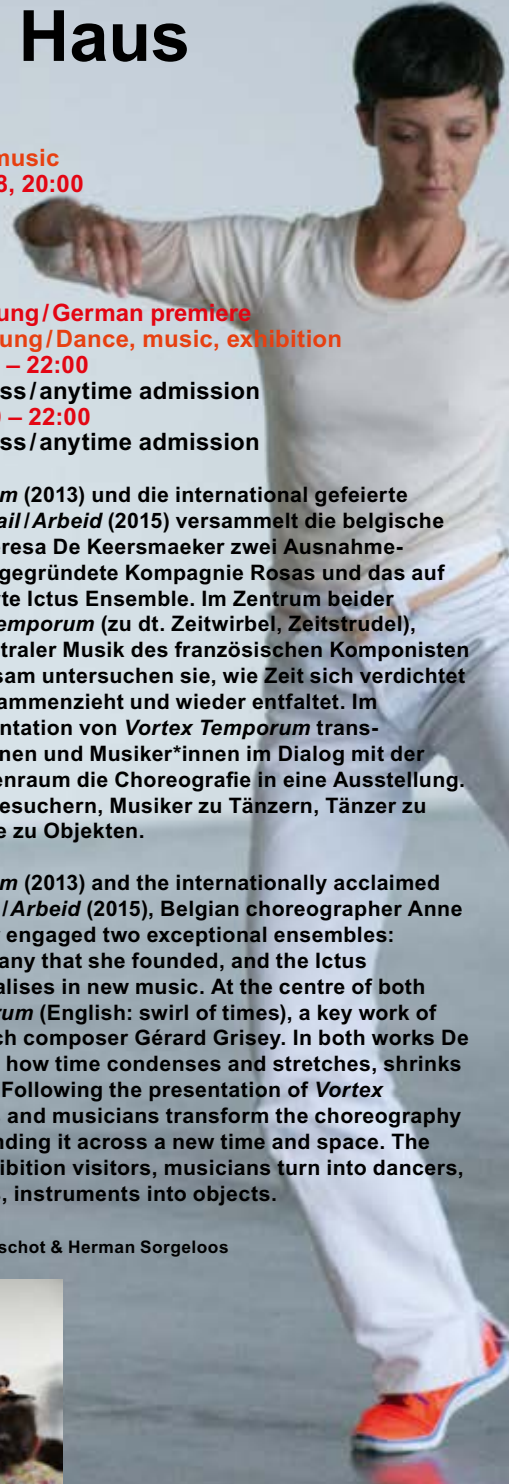 Haus
music
3, 20:00
ung / German premiere
ung / Dance, music, exhibition
– 22:00
ss / anytime admission
– 22:00
ss / anytime admission
m (2013) und die international gefeierte
ail / Arbeid (2015) versammelt die belgische
resa De Keersmaeker zwei Ausnahme-
gegründete Kompagnie Rosas und das auf
te Ictus Ensemble. Im Zentrum beider
emporum (zu dt. Zeitwirbel, Zeitstrudel),
traler Musik des französischen Komponisten
sam untersuchen sie, wie Zeit sich verdichtet
ammenzieht und wieder entfaltet. Im
entation von Vortex Temporum trans-
nen und Musiker*innen im Dialog mit der
enraum die Choreografie in eine Ausstellung.
esuchern, Musiker zu Tänzern, Tänzer zu
e zu Objekten.
m (2013) and the internationally acclaimed
/ Arbeid (2015), Belgian choreographer Anne
engaged two exceptional ensembles:
any that she founded, and the Ictus
alises in new music. At the centre of both
rum (English: swirl of times), a key work of
ch composer Gérard Grisey. In both works De
how time condenses and stretches, shrinks
Following the presentation of Vortex
and musicians transform the choreography
nding it across a new time and space. The
ibition visitors, musicians turn into dancers,
, instruments into objects.
schot & Herman Sorgeloos